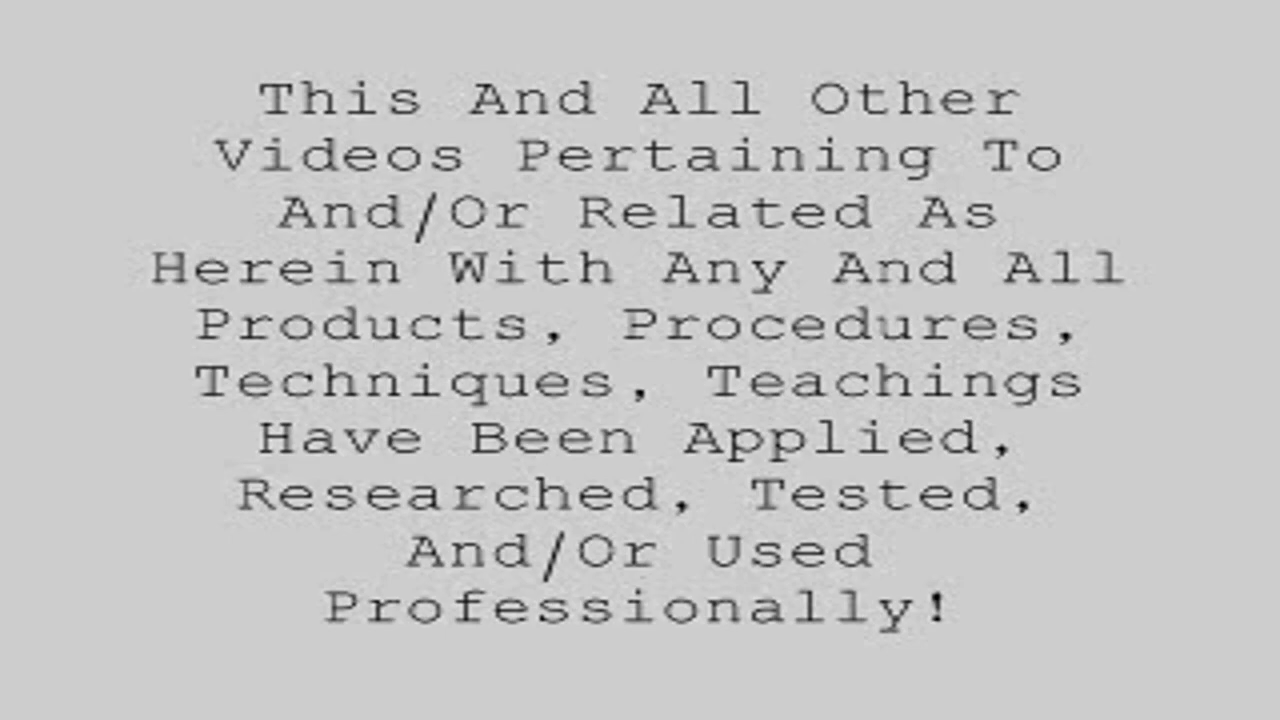 This And All Other
Videos Pertaining To
And/Or Related As
Herein With Any And All
Products, Procedures,
Techniques, Teachings
Have Been Applied,
Researched, Tested,
And/Or Used
Professionally!